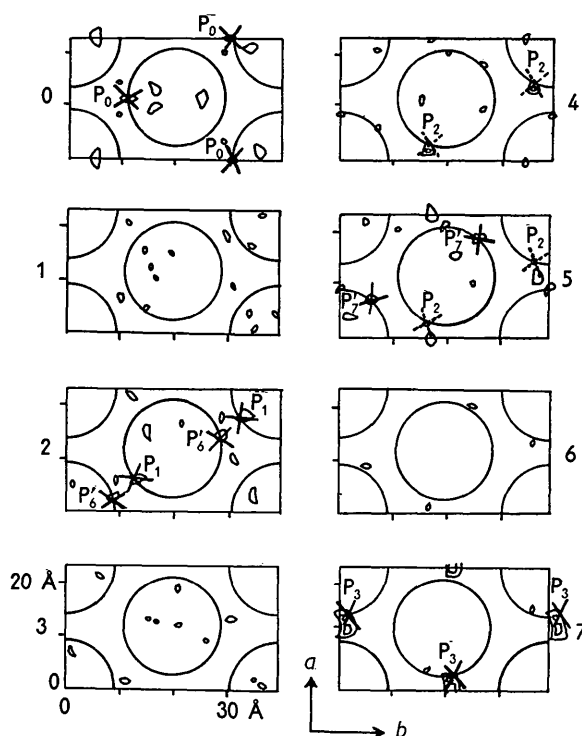 P₀⁻
0
P₀
P₀
1
2
P₁⁻
P₆′
P₁
P₆′
20 Å
3
0
0
30 Å
P₂⁻
4
P₂
P₇′
P₂⁻
5
P₇′
P₂
6
P₃
P₃
7
P₃⁻
a
b